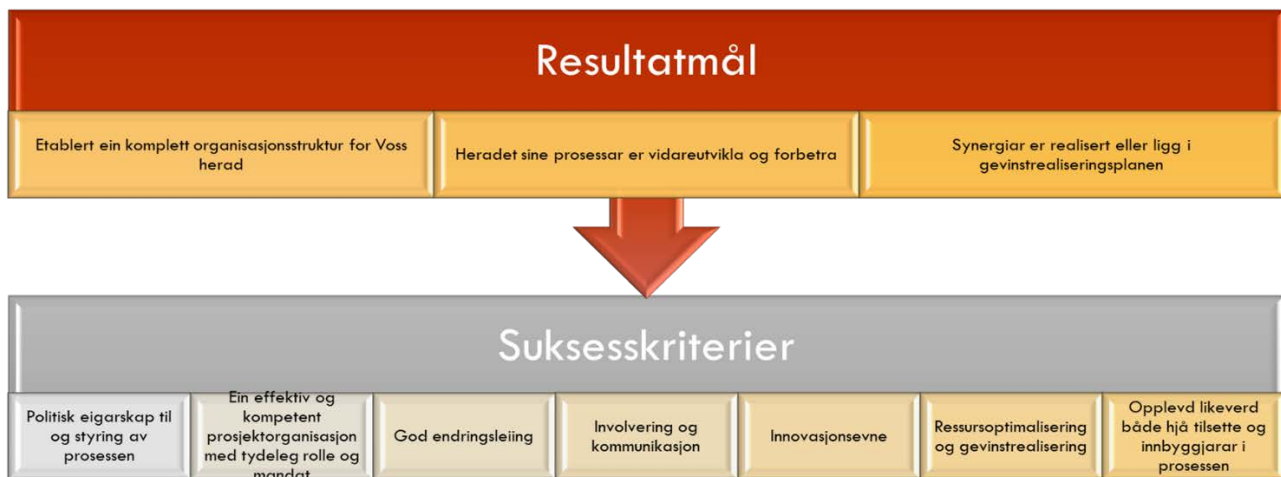 Resultatmål
Etablert ein komplett organisasjonsstruktur for Voss
herad
Heradet sine prosessar er vidareutvikla og forbetra
Synergiar er realisert eller ligg i
gevinstrealiseringsplanen
Suksesskriterier
Politisk eigarskap til
og styring av
prosessen
Ein effektiv og
kompetent
prosjektorganisasjon
med tydeleg rolle og
mandat
God endringsleiing
Involvering og
kommunikasjon
Innovasjonsevne
Ressursoptimalisering
og gevinstrealisering
Opplevd likeverd
både hjå tilsette og
innbyggjarar i
prosessen